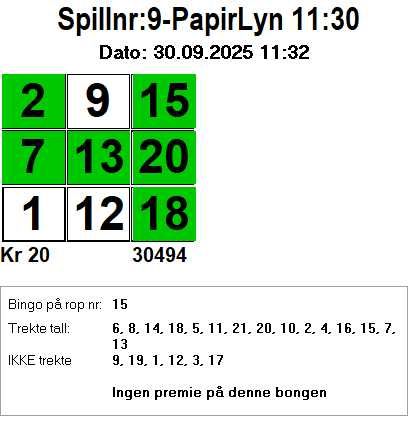 Spillnr:9-PapirLyn 11:30
Dato: 30.09.2025 11:32
2 9 15
7 13 20
1 12 18
Kr 20 30494
Bingo på rop nr: 15
Trekte tall: 6, 8, 14, 18, 5, 11, 21, 20, 10, 2, 4, 16, 15, 7,
13
IKKE trekte 9, 19, 1, 12, 3, 17
Ingen premie på denne bongen